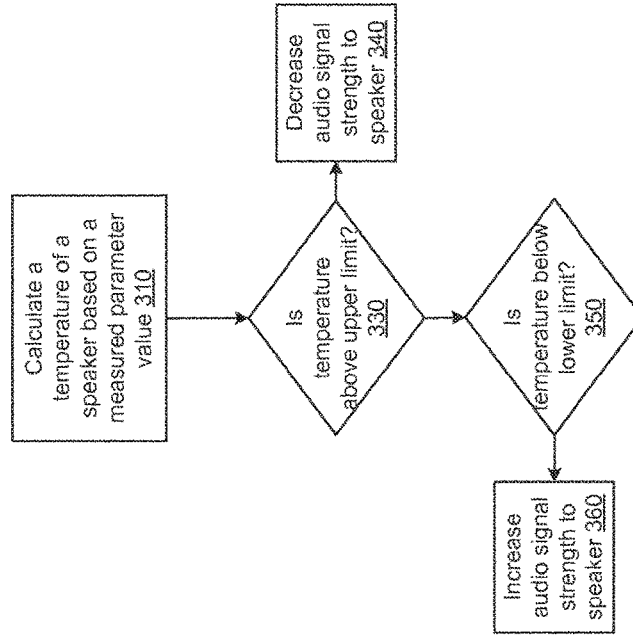 Calculate a
temperature of a
speaker based on a
measured parameter
value 310
Is
temperature
above upper limit?
330
Decrease
audio signal
strength to
speaker 340
Is
temperature below
lower limit?
350
Increase
audio signal
strength to
speaker 360